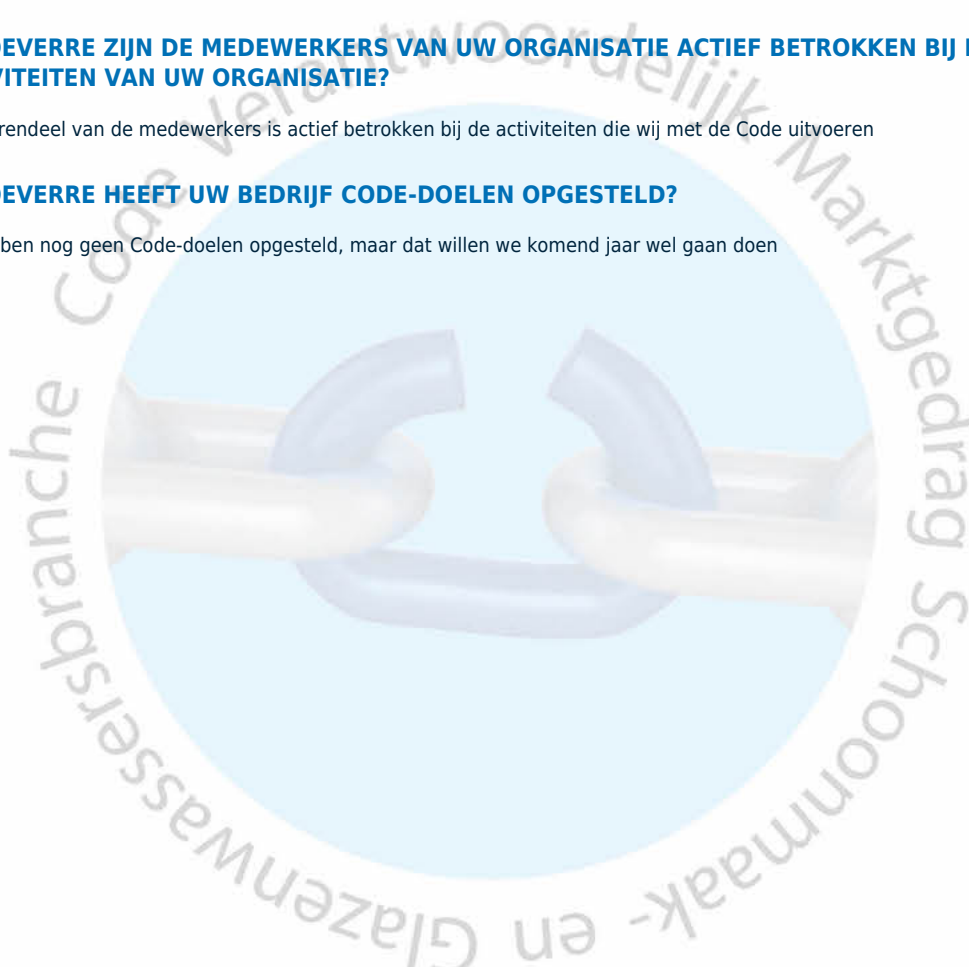 OEVERRE ZIJN DE MEDEWERKERS VAN UW ORGANISATIE ACTIEF BETROKKEN BIJ
VITEITEN VAN UW ORGANISATIE?
rendeel van de medewerkers is actief betrokken bij de activiteiten die wij met de Code uitvoeren
OEVERRE HEEFT UW BEDRIJF CODE-DOELEN OPGESTELD?
ben nog geen Code-doelen opgesteld, maar dat willen we komend jaar wel gaan doen
Code Verantwoordelijk Marktgedrag Schoonmaak- en Glazenwassersbranche